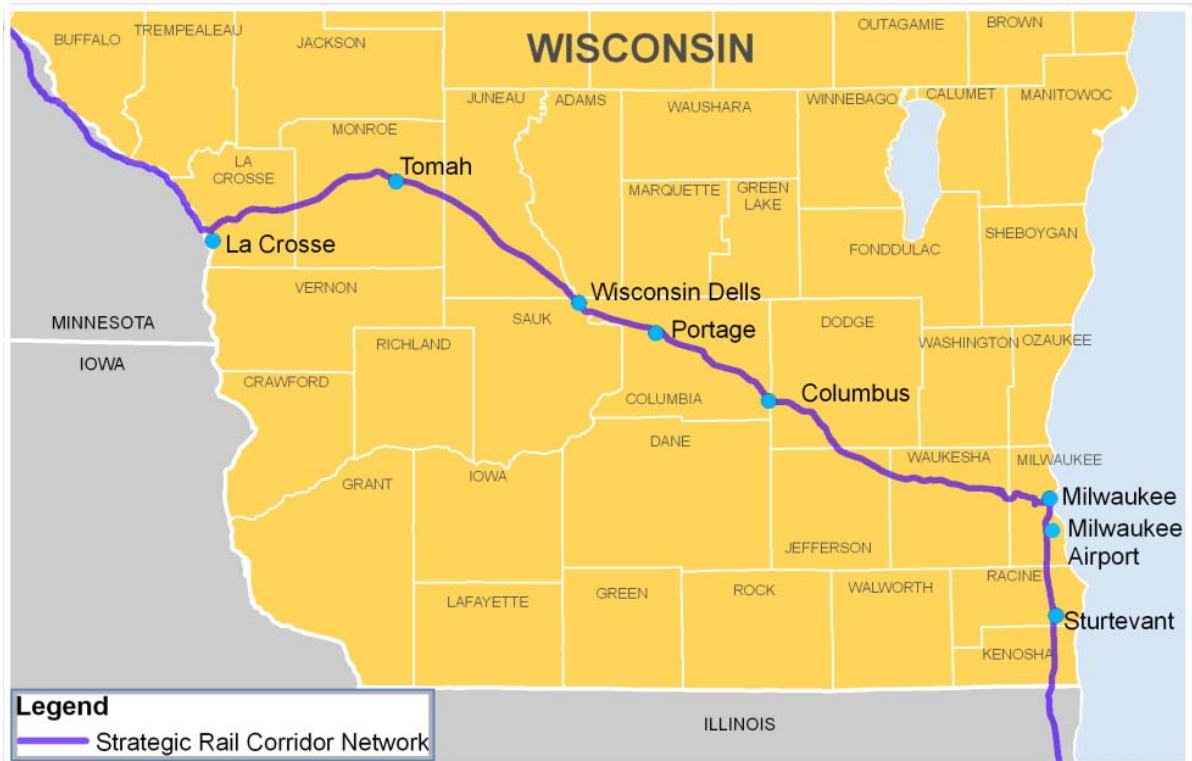 BUFFALO
TREMPEALEAU
JACKSON
WISCONSIN
OUTAGAMIE
BROWN
JUNEAU
ADAMS
WAUSHARA
WINNEBAGO
CALUMET
MANITOWOC
MONROE
LA
CROSSE
Tomah
MARQUETTE
GREEN
LAKE
La Crosse
FONDDULAC
SHEBOYGAN
VERNON
Wisconsin Dells
SAUK
Portage
DODGE
MINNESOTA
IOWA
RICHLAND
WASHINGTON
OZAUKEE
CRAWFORD
COLUMBIA
Columbus
DANE
WAUKESHA
MILWAUKEE
GRANT
IOWA
Milwaukee
Milwaukee
Airport
JEFFERSON
LAFAYETTE
GREEN
ROCK
WALWORTH
RACINE
Sturtevant
KENOSHA
Legend
Strategic Rail Corridor Network
ILLINOIS